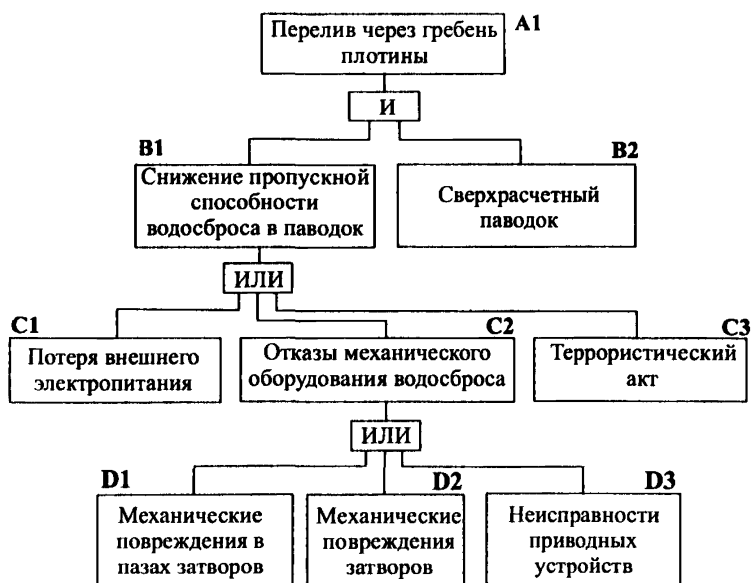 Перелив через гребень
плотины
A1
И
B1
Снижение пропускной
способности
водосброса в паводок
B2
Сверхрасчетный
паводок
ИЛИ
C1
Потеря внешнего
электропитания
C2
Отказы механического
оборудования водосброса
C3
Террористический
акт
ИЛИ
D1
Механические
повреждения в
пазах затворов
D2
Механические
повреждения
затворов
D3
Неисправности
приводных
устройств